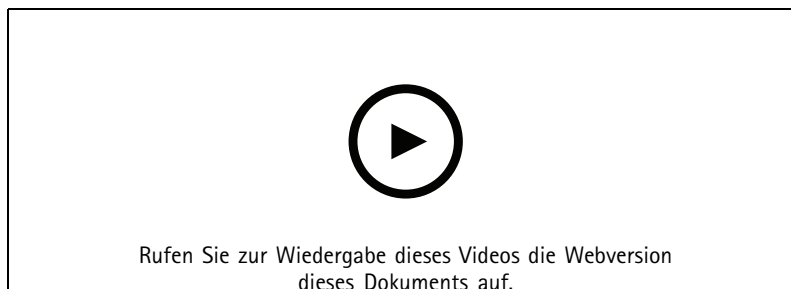 Rufen Sie zur Wiedergabe dieses Videos die Webversion
dieses Dokuments auf.